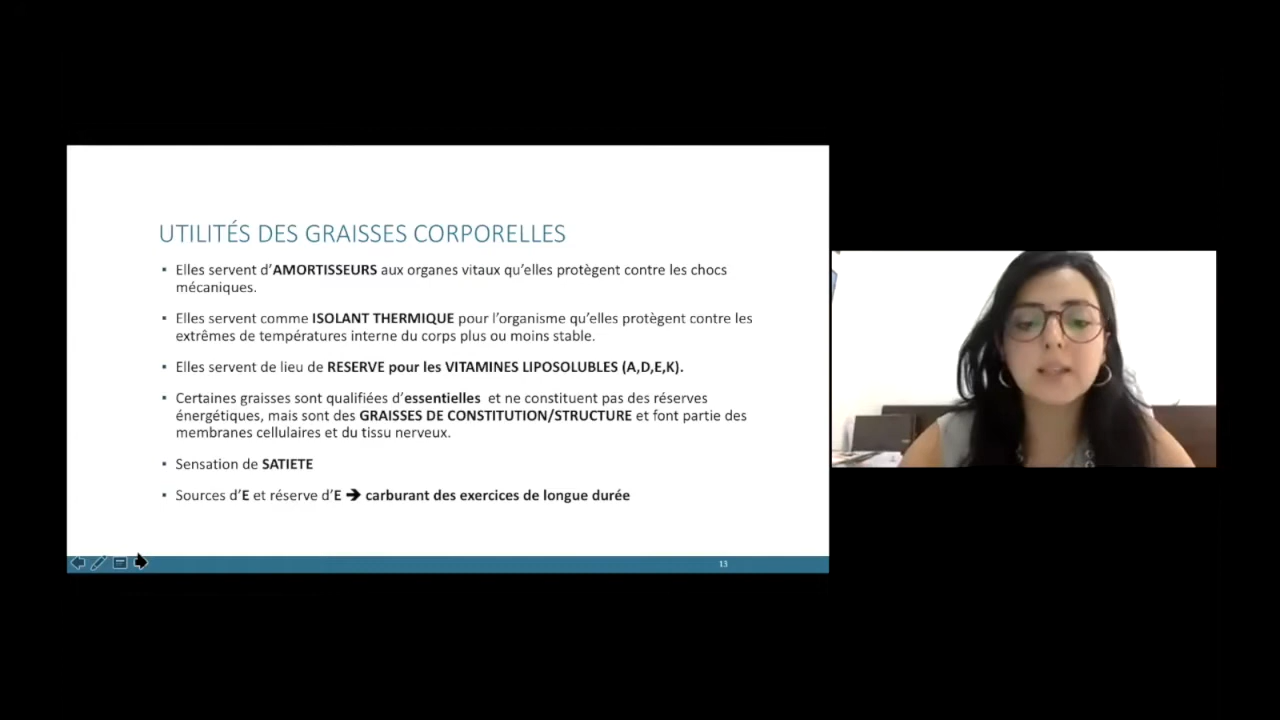 UTILITÉS DES GRAISSES CORPORELLES
▪ Elles servent d’AMORTISSEURS aux organes vitaux qu’elles protègent contre les chocs
mécaniques.
▪ Elles servent comme ISOLANT THERMIQUE pour l’organisme qu’elles protègent contre les
extrêmes de températures interne du corps plus ou moins stable.
▪ Elles servent de lieu de RESERVE pour les VITAMINES LIPOSOLUBLES (A,D,E,K).
▪ Certaines graisses sont qualifiées d’essentielles et ne constituent pas des réserves
énergétiques, mais sont des GRAISSES DE CONSTITUTION/STRUCTURE et font partie des
membranes cellulaires et du tissu nerveux.
▪ Sensation de SATIETE
▪ Sources d’E et réserve d’E ➔ carburant des exercices de longue durée
13